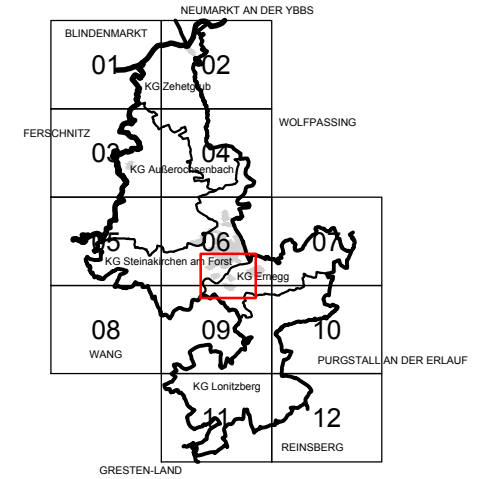 NEUMARKT AN DER YBBS
BLINDENMARKT
01
02
KG Zehetgrub
WOLFPASSING
FERSCHNITZ
03
04
KG Außerochsenbach
05
06
07
KG Steinakirchen am Forst
KG Ernegg
08
09
10
WANG
PURGSTALL AN DER ERLAUF
KG Lonitzberg
11
12
REINSBERG
GRESTEN-LAND